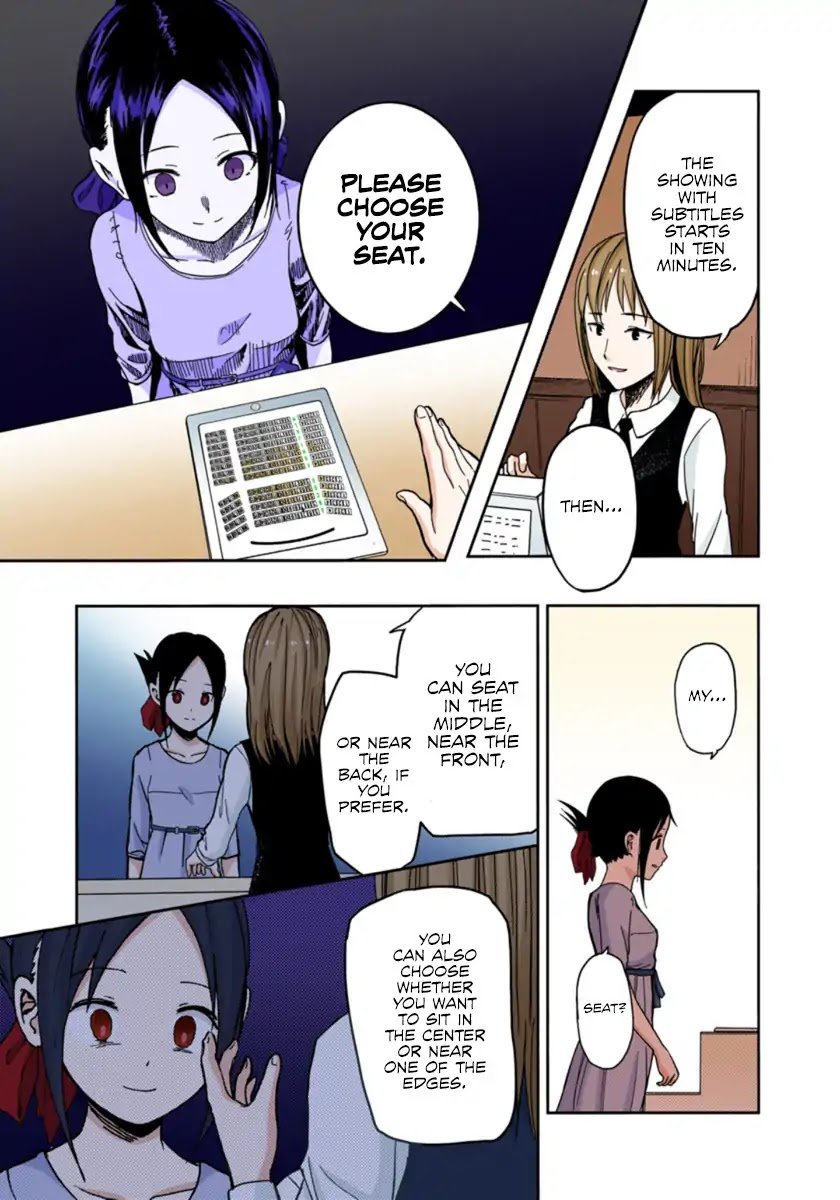 THE
SHOWING
WITH
SUBTITLES
STARTS
IN TEN
MINUTES.
THEN...
PLEASE
CHOOSE
YOUR
SEAT.
MY...
SEAT?
YOU
CAN SEAT
IN THE
MIDDLE,
NEAR THE
FRONT,
OR NEAR
THE
BACK, IF
YOU
PREFER.
YOU
CAN ALSO
CHOOSE
WHETHER
YOU WANT
TO SIT IN
THE CENTER
OR NEAR
ONE OF THE
EDGES.